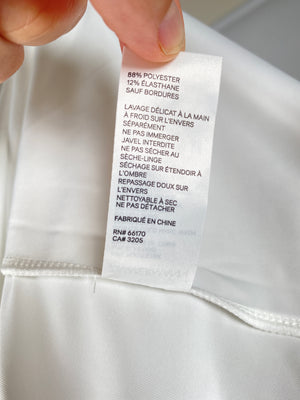 88% POLYESTER
12% ÉLASTHANE
SAUF BORDURES
LAVAGE DÉLICAT À LA MAIN
À FROID SUR L'ENVERS
SÉPARÉMENT
NE PAS IMMERGER
JAVEL INTERDITE
NE PAS SÉCHER AU
SÈCHE-LINGE
SÉCHAGE SUR ÉTENDOIR À
L'OMBRE
REPASSAGE DOUX SUR
L'ENVERS
NETTOYABLE À SEC
NE PAS DÉTACHER
FABRIQUÉ EN CHINE
RN# 66170
CA# 3205